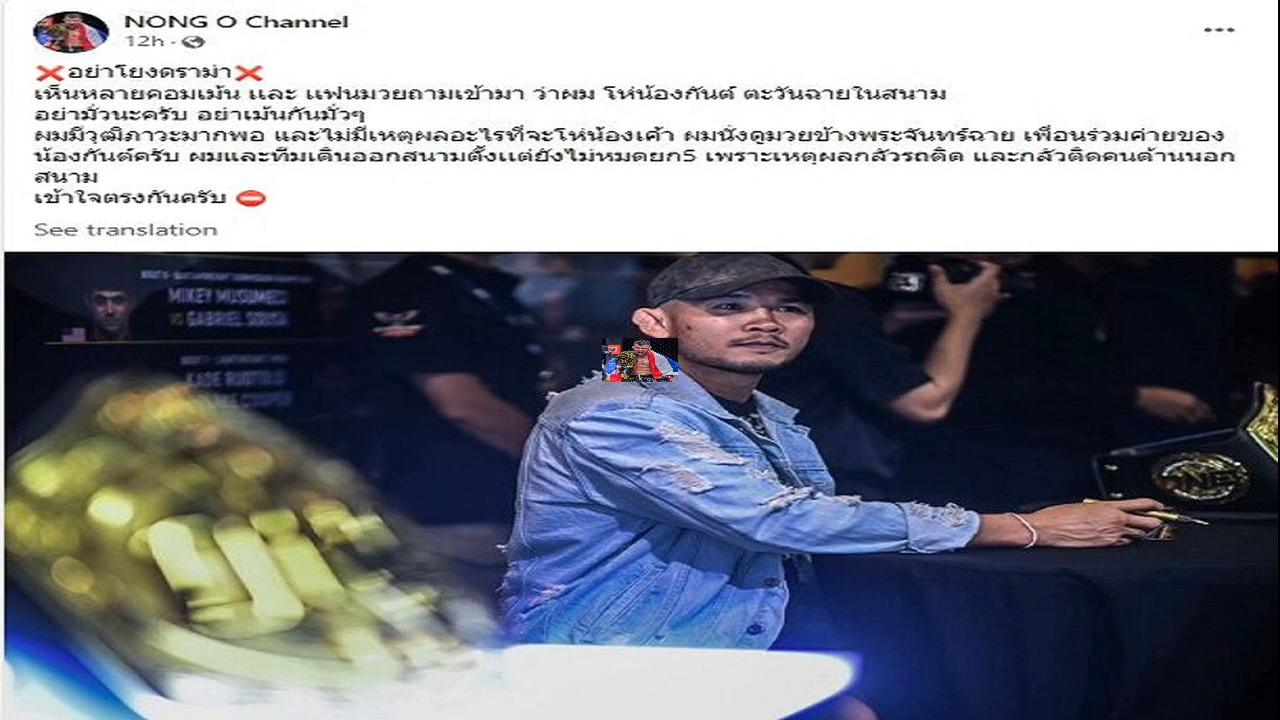 NONG O Channel
12h ·
❌อย่าโยงดราม่า❌
เห็นหลายคอมเม้น และ แฟนมวยถามเข้ามา ว่าผม โห่น้องกันต์ ตะวันฉายในสนาม
อย่ามั่วนะครับ อย่าเม้นกันมั่วๆ
ผมมีวุฒิภาวะมากพอ และไม่มีเหตุผลอะไรที่จะโห่น้องเค้า ผมนั่งดูมวยข้างพระจันทร์ฉาย เพื่อนร่วมค่ายของ
น้องกันต์ครับ ผมและทีมเดินออกสนามตั้งแต่ยังไม่หมดยก5 เพราะเหตุผลกลัวรถติด และกลัวติดคนด้านนอก
สนาม
เข้าใจตรงกันครับ ⛔
See translation
MIKEY MUSUMECI
VS GABRIEL SOUSA
KADE RUOTOLO
COOPER